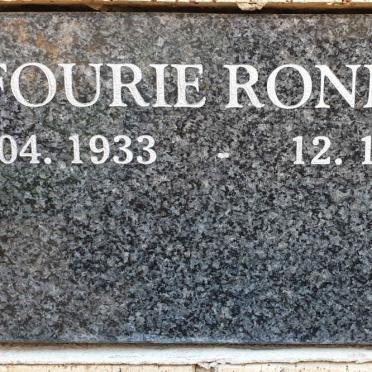 FOURIE RON
04. 1933 - 12. 1